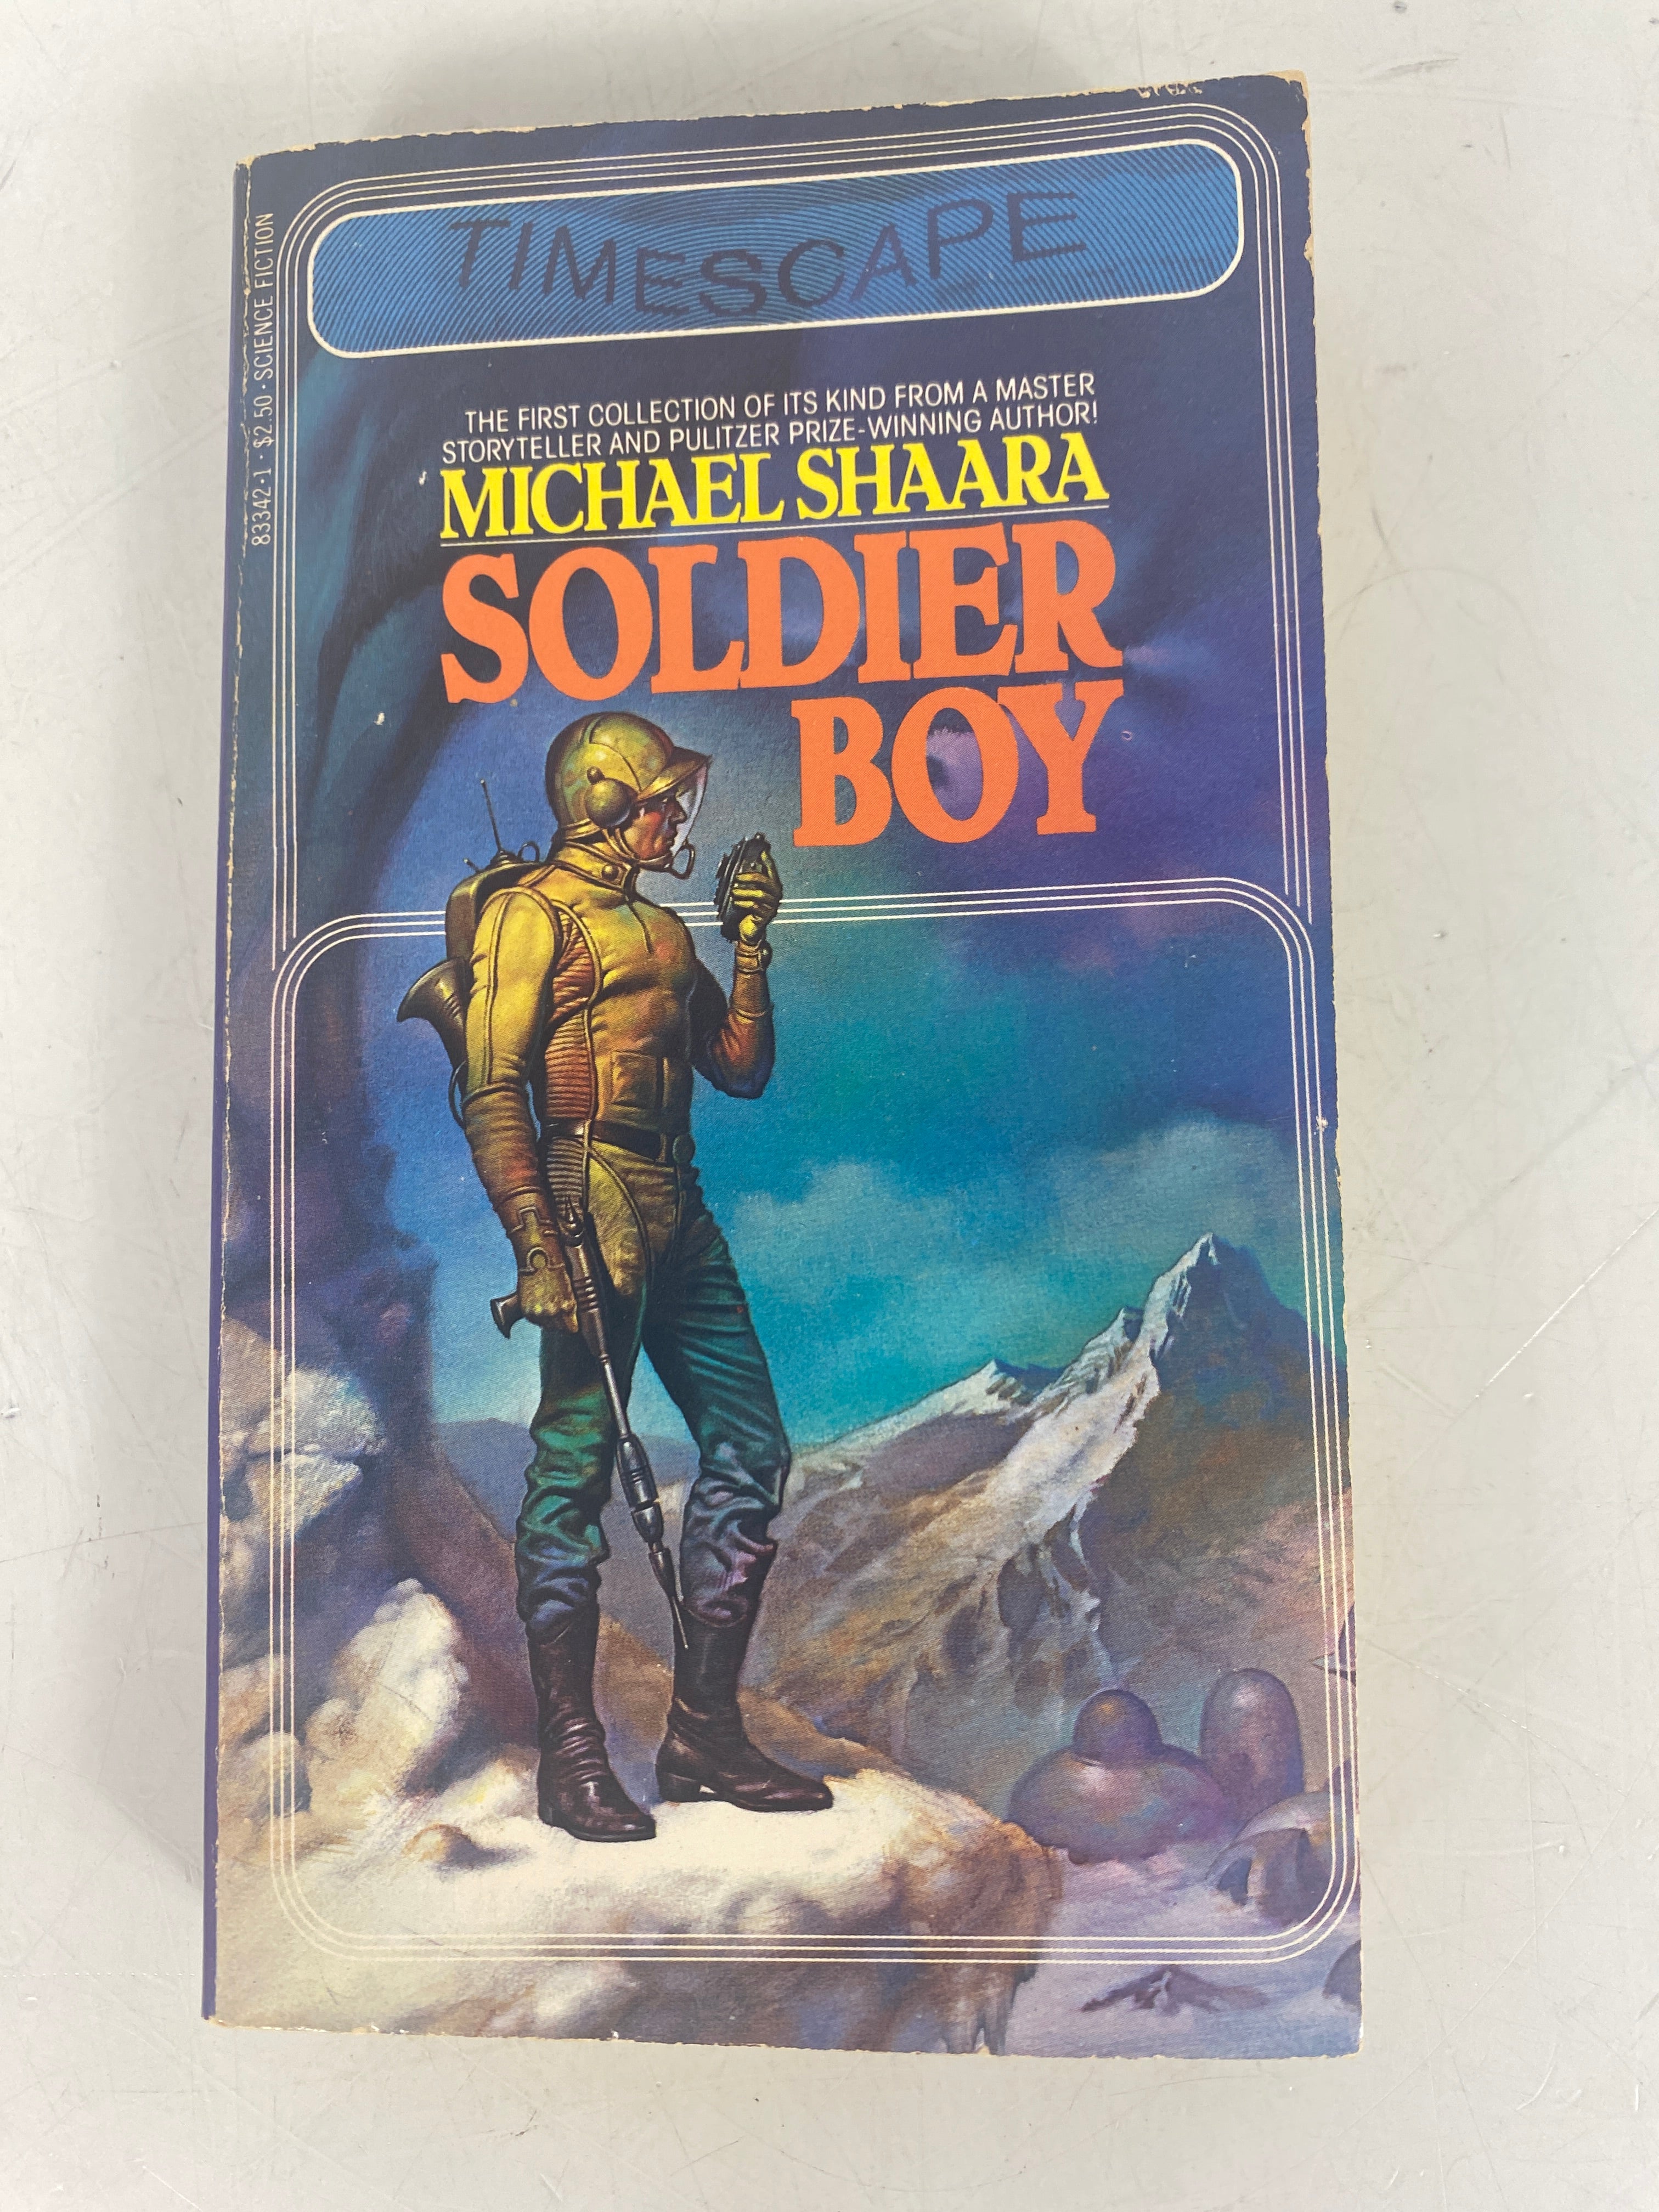 TIMESCAPE
83342-1 · $2.50 · SCIENCE FICTION
THE FIRST COLLECTION OF ITS KIND FROM A MASTER
STORYTELLER AND PULITZER PRIZE-WINNING AUTHOR!
MICHAEL SHAARA
SOLDIER
BOY